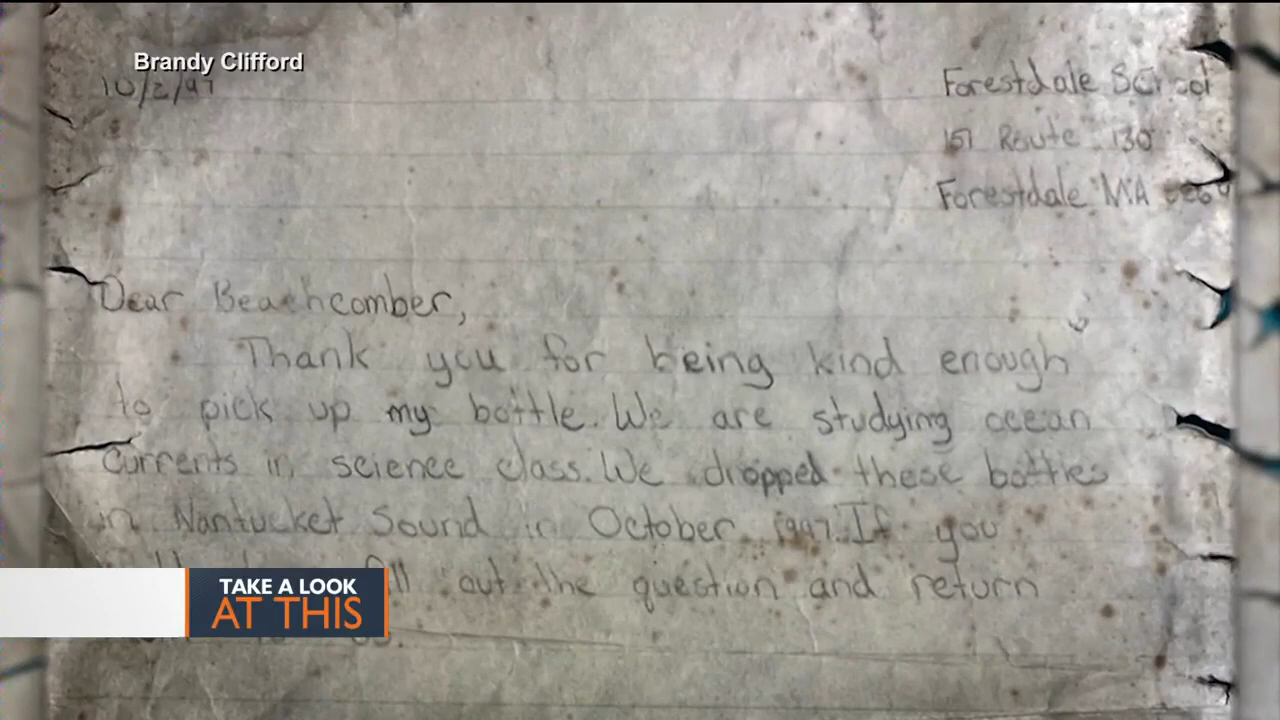 Brandy Clifford
10/2/97
Forestdale School
151 Route 130
Forestdale MA
Dear Beachcomber,
Thank you for being kind enough
to pick up my bottle. We are studying ocean
currents in science class. We dropped these bottles
in Nantucket Sound in October 1997. If you
fill out the question and return
TAKE A LOOK
AT THIS